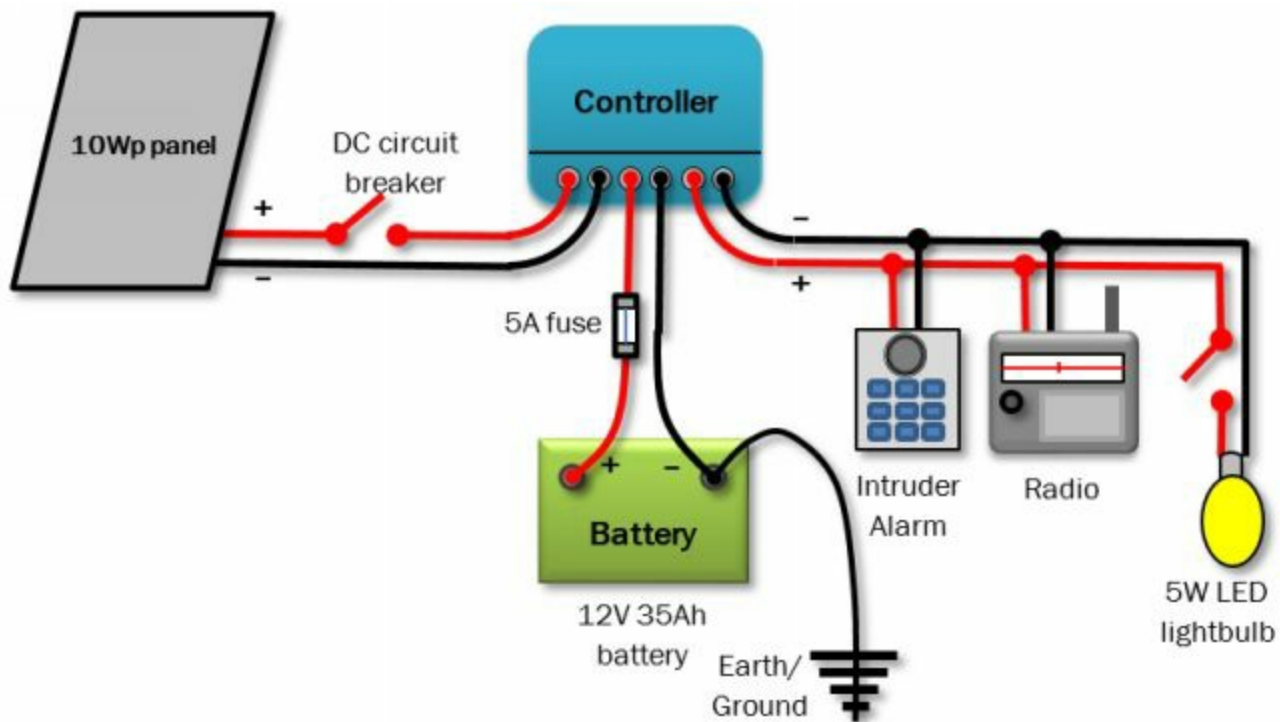 Controller
10Wp panel
DC circuit
breaker
+
–
–
+
5A fuse
+ –
Battery
12V 35Ah
battery
Earth/
Ground
Intruder
Alarm
Radio
5W LED
lightbulb